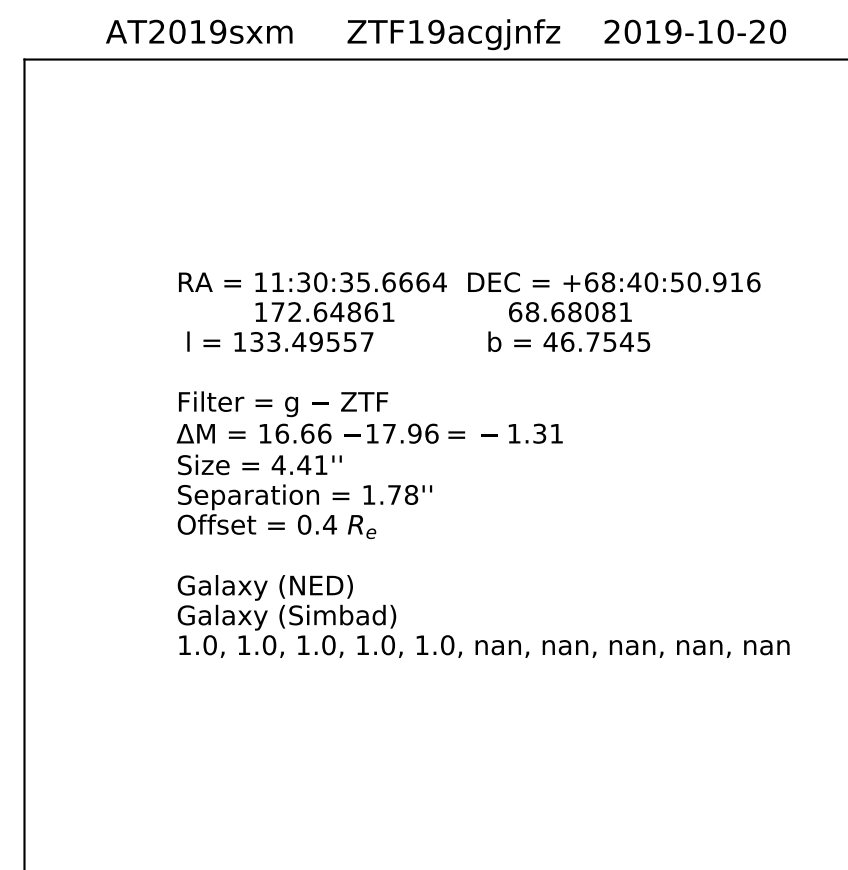 AT2019sxm ZTF19acgjnfz 2019-10-20
RA = 11:30:35.6664 DEC = +68:40:50.916
172.64861 68.68081
l = 133.49557 b = 46.7545
Filter = g − ZTF
ΔM = 16.66 −17.96 = − 1.31
Size = 4.41''
Separation = 1.78''
Offset = 0.4 Re
Galaxy (NED)
Galaxy (Simbad)
1.0, 1.0, 1.0, 1.0, 1.0, nan, nan, nan, nan, nan